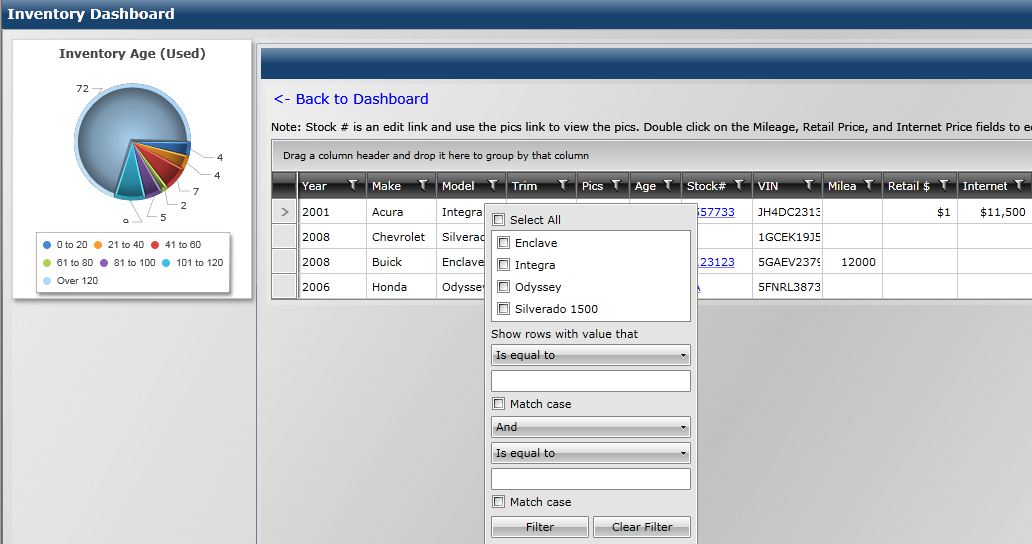 Inventory Dashboard
Inventory Age (Used)
72
4
4
7
2
5
9
0 to 20 21 to 40 41 to 60
61 to 80 81 to 100 101 to 120
Over 120
<- Back to Dashboard
Note: Stock # is an edit link and use the pics link to view the pics. Double click on the Mileage, Retail Price, and Internet Price fields to e
Drag a column header and drop it here to group by that column
Year Make Model Trim Pics Age Stock# VIN Milea Retail $ Internet
2001 Acura Integra 57733 JH4DC2313 $1 $11,500
2008 Chevrolet Silverad 1GCEK19J5
2008 Buick Enclave 123123 5GAEV2379 12000
2006 Honda Odyssey A 5FNRL3873
Select All
Enclave
Integra
Odyssey
Silverado 1500
Show rows with value that
Is equal to
Match case
And
Is equal to
Match case
Filter Clear Filter